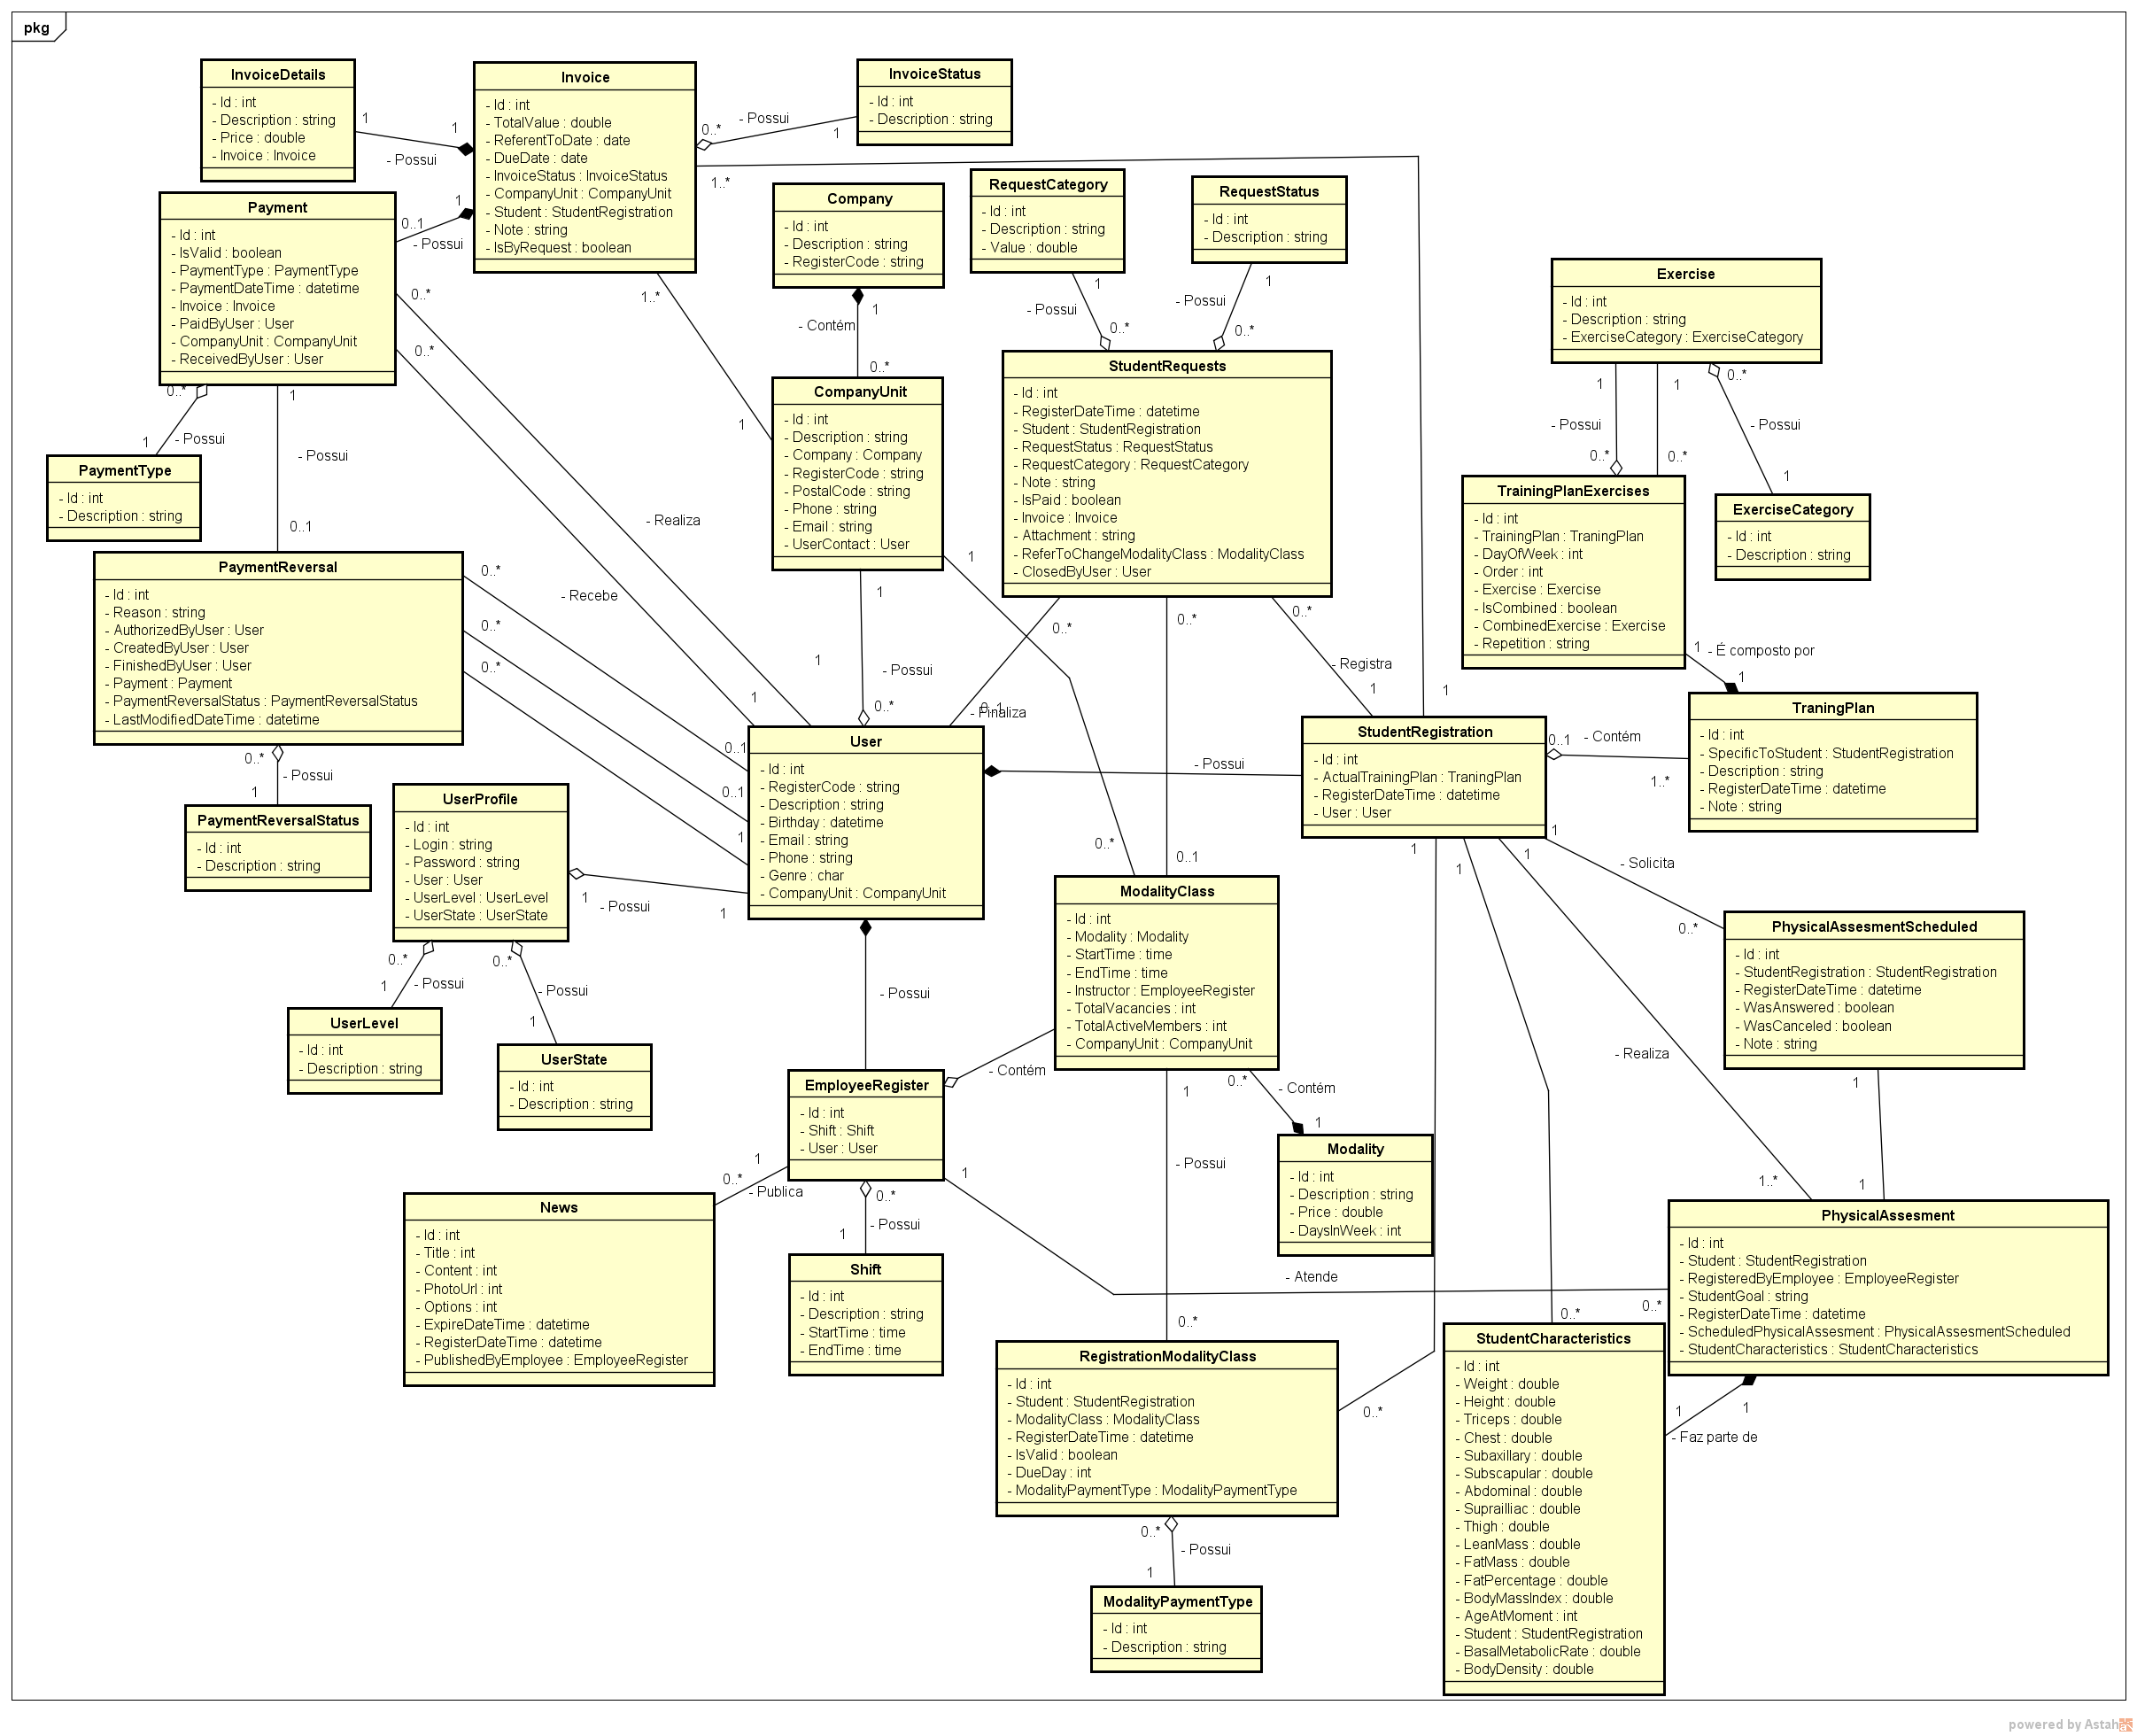 pkg
InvoiceDetails
- Id : int
- Description : string
- Price : double
- Invoice : Invoice
1
1
- Possui
Invoice
- Id : int
- TotalValue : double
- ReferentToDate : date
- DueDate : date
- InvoiceStatus : InvoiceStatus
- CompanyUnit : CompanyUnit
- Student : StudentRegistration
- Note : string
- IsByRequest : boolean
0..*
- Possui
1
InvoiceStatus
- Id : int
- Description : string
1..*
1
Payment
- Id : int
- IsValid : boolean
- PaymentType : PaymentType
- PaymentDateTime : datetime
- Invoice : Invoice
- PaidByUser : User
- CompanyUnit : CompanyUnit
- ReceivedByUser : User
1
0..1
- Possui
0..*
0..*
Company
- Id : int
- Description : string
- RegisterCode : string
1
- Contém
0..*
1..*
1
RequestCategory
- Id : int
- Description : string
- Value : double
1
- Possui
0..*
RequestStatus
- Id : int
- Description : string
1
- Possui
0..*
Exercise
- Id : int
- Description : string
- ExerciseCategory : ExerciseCategory
1
- Possui
0..*
1
0..*
0..*
- Possui
1
0..*
1
- Possui
PaymentType
- Id : int
- Description : string
1
- Possui
0..1
CompanyUnit
- Id : int
- Description : string
- Company : Company
- RegisterCode : string
- PostalCode : string
- Phone : string
- Email : string
- UserContact : User
StudentRequests
- Id : int
- RegisterDateTime : datetime
- Student : StudentRegistration
- RequestStatus : RequestStatus
- RequestCategory : RequestCategory
- Note : string
- IsPaid : boolean
- Invoice : Invoice
- Attachment : string
- ReferToChangeModalityClass : ModalityClass
- ClosedByUser : User
TrainingPlanExercises
- Id : int
- TrainingPlan : TraningPlan
- DayOfWeek : int
- Order : int
- Exercise : Exercise
- IsCombined : boolean
- CombinedExercise : Exercise
- Repetition : string
ExerciseCategory
- Id : int
- Description : string
- Realiza
- Recebe
1
PaymentReversal
- Id : int
- Reason : string
- AuthorizedByUser : User
- CreatedByUser : User
- FinishedByUser : User
- Payment : Payment
- PaymentReversalStatus : PaymentReversalStatus
- LastModifiedDateTime : datetime
0..*
0..*
0..*
0..1
0..1
1
1
1
- Possui
0..*
1
0..*
0..*
- Finaliza
0..1
0..*
0..1
0..*
- Registra
1
1
1
- É composto por
1
TraningPlan
- Id : int
- SpecificToStudent : StudentRegistration
- Description : string
- RegisterDateTime : datetime
- Note : string
0..*
- Possui
1
PaymentReversalStatus
- Id : int
- Description : string
User
- Id : int
- RegisterCode : string
- Description : string
- Birthday : datetime
- Email : string
- Phone : string
- Genre : char
- CompanyUnit : CompanyUnit
- Possui
StudentRegistration
- Id : int
- ActualTrainingPlan : TraningPlan
- RegisterDateTime : datetime
- User : User
0..1
- Contém
1..*
UserProfile
- Id : int
- Login : string
- Password : string
- User : User
- UserLevel : UserLevel
- UserState : UserState
1
- Possui
1
0..*
- Possui
1
0..*
- Possui
1
UserLevel
- Id : int
- Description : string
UserState
- Id : int
- Description : string
- Possui
ModalityClass
- Id : int
- Modality : Modality
- StartTime : time
- EndTime : time
- Instructor : EmployeeRegister
- TotalVacancies : int
- TotalActiveMembers : int
- CompanyUnit : CompanyUnit
1
1
1
1
- Solicita
0..*
PhysicalAssesmentScheduled
- Id : int
- StudentRegistration : StudentRegistration
- RegisterDateTime : datetime
- WasAnswered : boolean
- WasCanceled : boolean
- Note : string
1
1
- Realiza
1..*
EmployeeRegister
- Id : int
- Shift : Shift
- User : User
- Contém
0..*
- Contém
1
Modality
- Id : int
- Description : string
- Price : double
- DaysInWeek : int
1
- Possui
0..*
1
0..*
- Publica
News
- Id : int
- Title : int
- Content : int
- PhotoUrl : int
- Options : int
- ExpireDateTime : datetime
- RegisterDateTime : datetime
- PublishedByEmployee : EmployeeRegister
0..*
- Possui
1
Shift
- Id : int
- Description : string
- StartTime : time
- EndTime : time
1
- Atende
0..*
PhysicalAssesment
- Id : int
- Student : StudentRegistration
- RegisteredByEmployee : EmployeeRegister
- StudentGoal : string
- RegisterDateTime : datetime
- ScheduledPhysicalAssesment : PhysicalAssesmentScheduled
- StudentCharacteristics : StudentCharacteristics
RegistrationModalityClass
- Id : int
- Student : StudentRegistration
- ModalityClass : ModalityClass
- RegisterDateTime : datetime
- IsValid : boolean
- DueDay : int
- ModalityPaymentType : ModalityPaymentType
0..*
0..*
StudentCharacteristics
- Id : int
- Weight : double
- Height : double
- Triceps : double
- Chest : double
- Subaxillary : double
- Subscapular : double
- Abdominal : double
- Suprailliac : double
- Thigh : double
- LeanMass : double
- FatMass : double
- FatPercentage : double
- BodyMassIndex : double
- AgeAtMoment : int
- Student : StudentRegistration
- BasalMetabolicRate : double
- BodyDensity : double
1
1
- Faz parte de
0..*
- Possui
1
ModalityPaymentType
- Id : int
- Description : string
powered by Astah